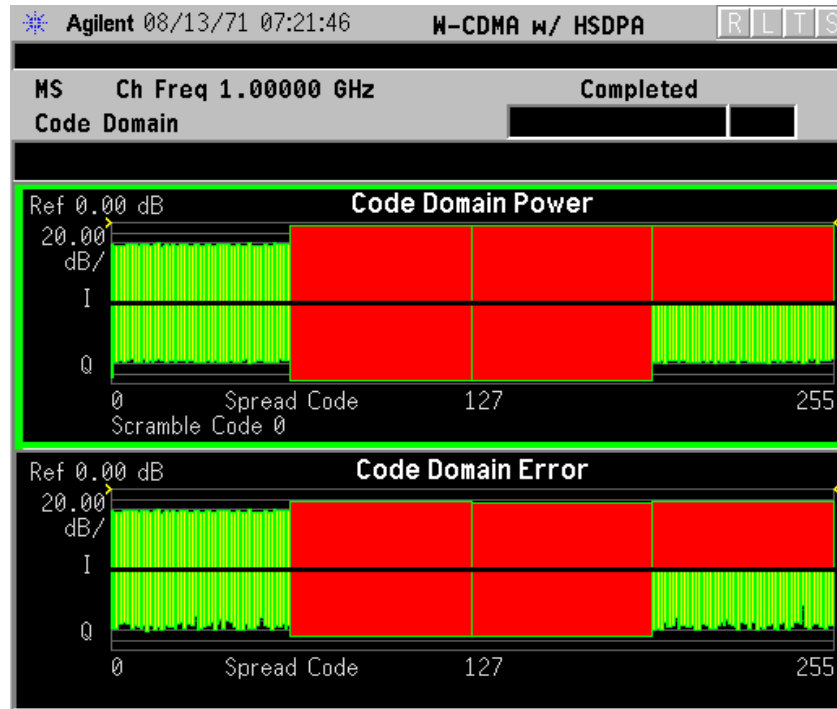 Agilent 08/13/71 07:21:46 W-CDMA w/ HSDPA R L T S
MS Ch Freq 1.00000 GHz Completed
Code Domain
Ref 0.00 dB Code Domain Power
20.00
dB/
I
Q
0 Spread Code 127 255
Scramble Code 0
Ref 0.00 dB Code Domain Error
20.00
dB/
I
Q
0 Spread Code 127 255